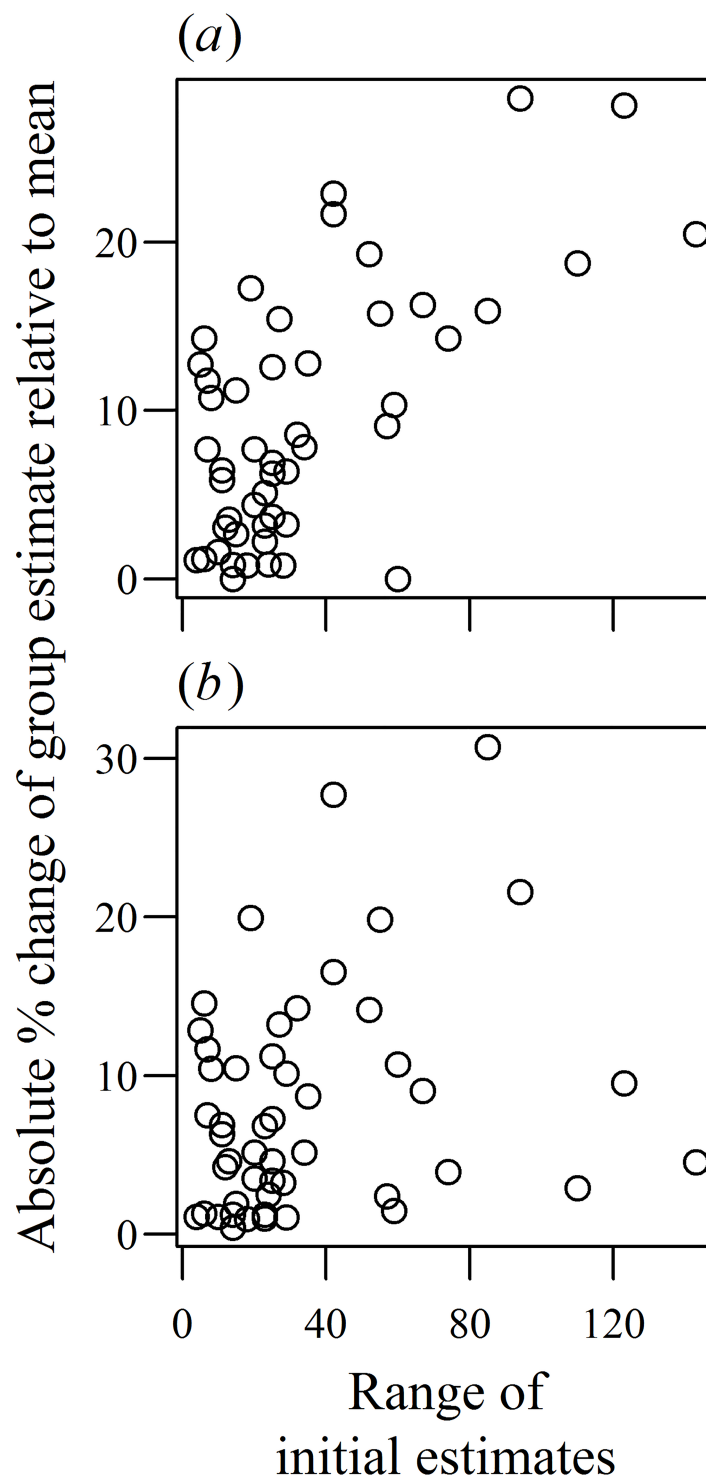 (a)
Absolute % change of group estimate relative to mean
20
10
0
(b)
30
20
10
0
0 40 80 120
Range of
initial estimates